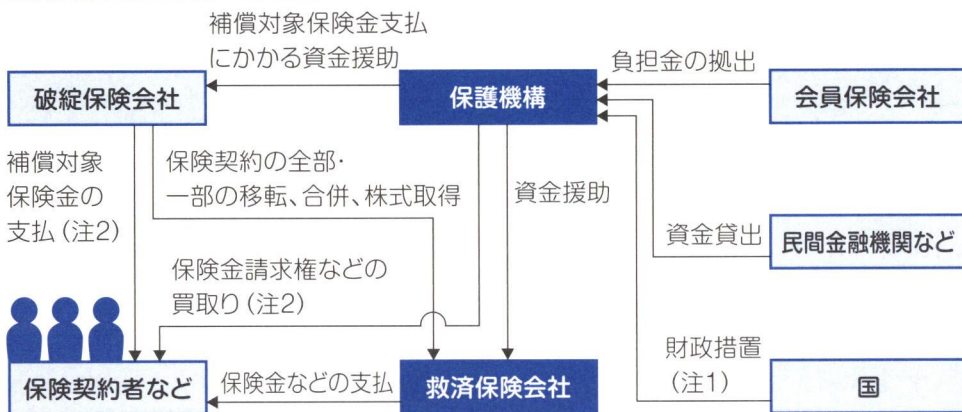 補償対象保険金支払
にかかる資金援助
負担金の拠出
破綻保険会社
保護機構
会員保険会社
補償対象
保険金の
支払（注2）
保険契約の全部・
一部の移転、合併、株式取得
資金援助
資金貸出
民間金融機関など
保険金請求権などの
買取り（注2）
財政措置
（注1）
保険契約者など
保険金などの支払
救済保険会社
国